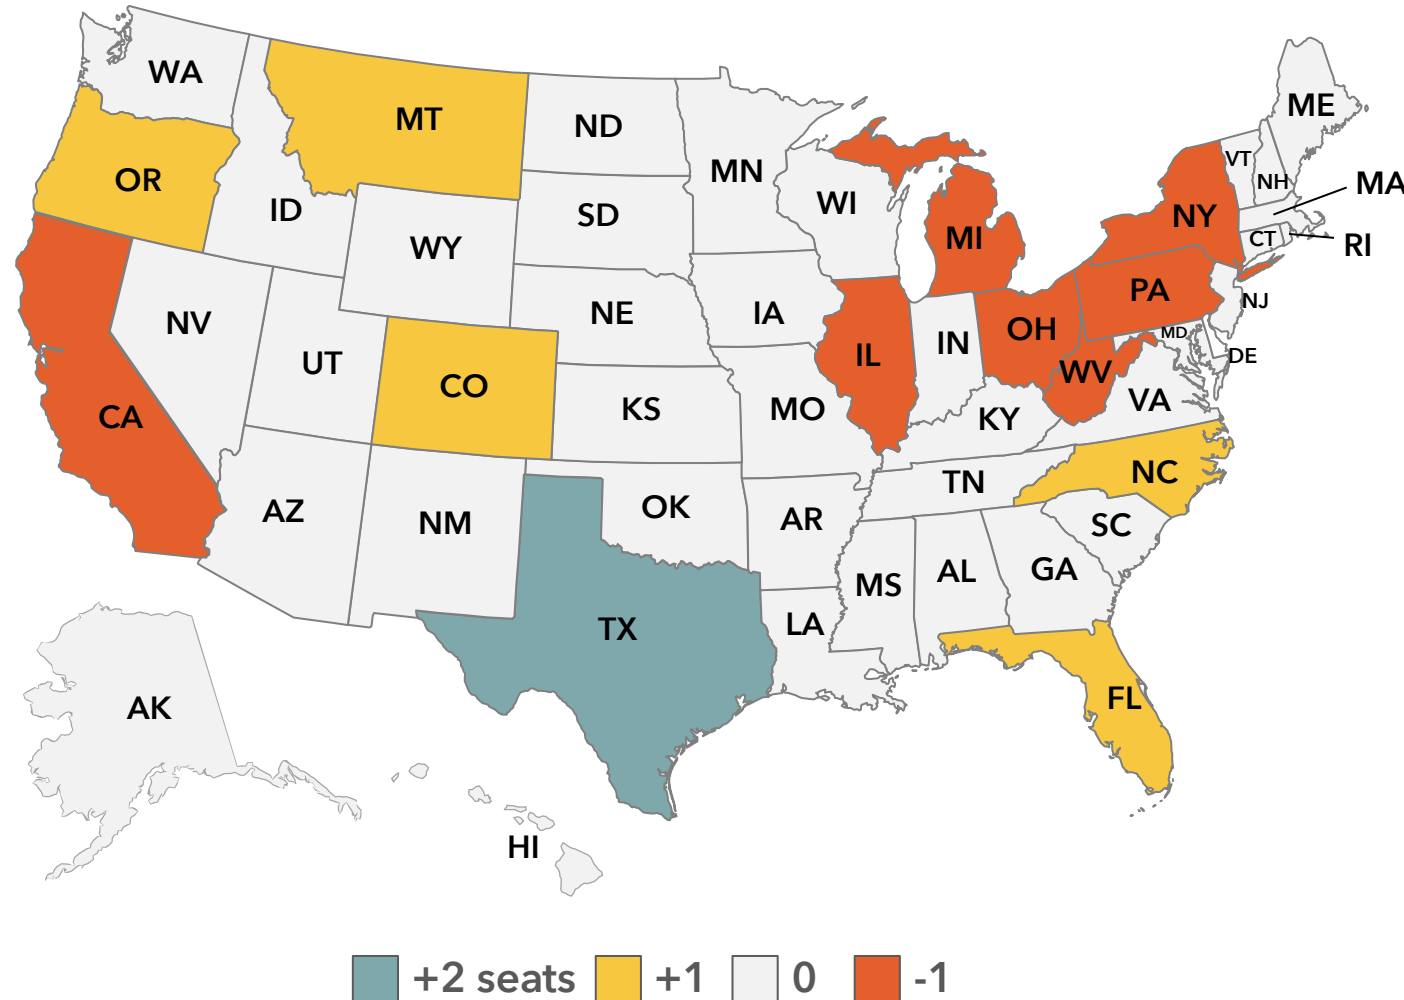 WA
MT
ND
MN
ME
OR
ID
SD
WI
MI
VT
NH
MA
NY
CT
RI
WY
NE
IA
PA
NJ
NV
UT
CO
IL
IN
OH
MD
DE
WV
VA
CA
KS
MO
KY
AZ
NM
OK
AR
TN
NC
SC
MS
AL
GA
TX
LA
FL
AK
HI
+2 seats +1 0 -1